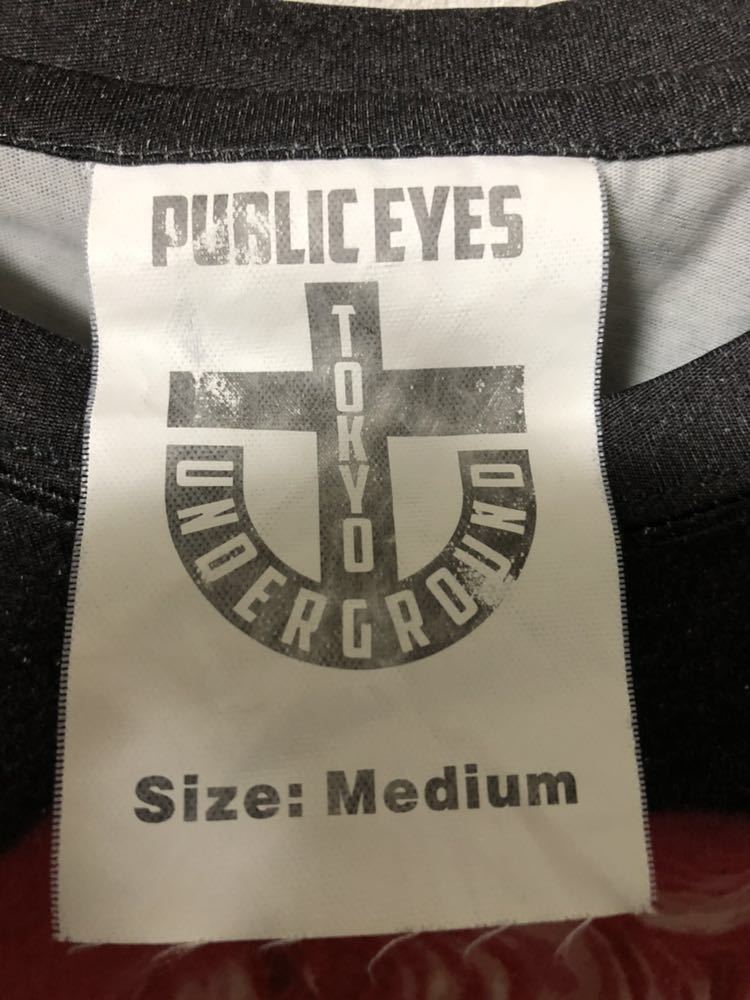 PUBLIC EYES
TOKYO
UNDERGROUND
Size: Medium